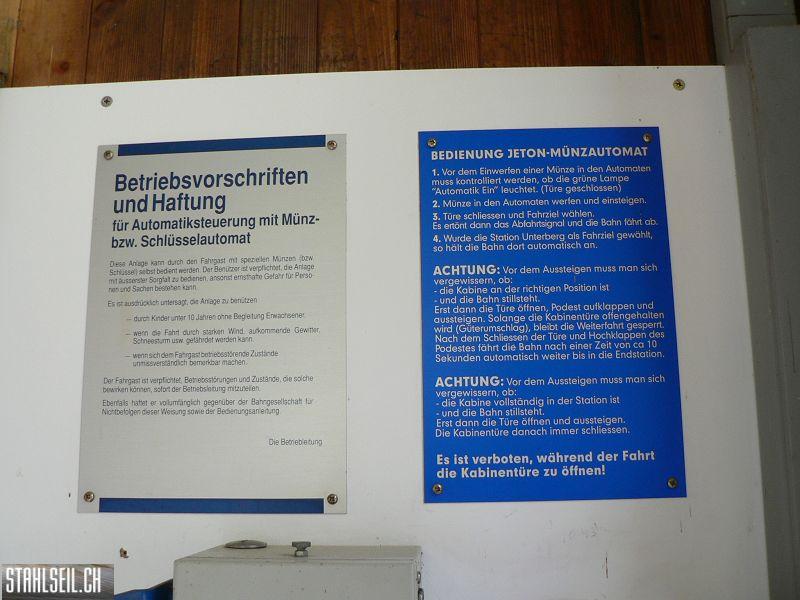 Betriebsvorschriften
und Haftung
für Automatiksteuerung mit Münz-
bzw. Schlüsselautomat
Diese Anlage kann durch den Fahrgast mit speziellen Münzen (bzw.
Schlüssel) selbst bedient werden. Der Benützer ist verpflichtet, die Anlage
mit äusserster Sorgfalt zu bedienen, ansonst ernsthafte Gefahr für Perso-
nen und Sachen bestehen kann.
Es ist ausdrücklich untersagt, die Anlage zu benützen
— durch Kinder unter 10 Jahren ohne Begleitung Erwachsener.
— wenn die Fahrt durch starken Wind, aufkommende Gewitter,
Schneesturm usw. gefährdet werden kann.
— wenn sich dem Fahrgast betriebsstörende Zustände
unmissverständlich bemerkbar machen.
Der Fahrgast ist verpflichtet, Betriebsstörungen und Zustände, die solche
bewirken können, sofort der Betriebsleitung mitzuteilen.
Ebenfalls haftet er vollumfänglich gegenüber der Bahngesellschaft für
Nichtbefolgen dieser Weisung sowie der Bedienungsanleitung.
Die Betriebleitung
BEDIENUNG JETON-MÜNZAUTOMAT
1. Vor dem Einwerfen einer Münze in den Automaten
muss kontrolliert werden, ob die grüne Lampe
"Automatik Ein" leuchtet. (Türe geschlossen)
2. Münze in den Automaten werfen und einsteigen.
3. Türe schliessen und Fahrziel wählen.
Es ertönt dann das Abfahrtsignal und die Bahn fährt ab.
4. Wurde die Station Unterberg als Fahrziel gewählt,
so hält die Bahn dort automatisch an.
ACHTUNG: Vor dem Aussteigen muss man sich
vergewissern, ob:
- die Kabine an der richtigen Position ist
- und die Bahn stillsteht.
Erst dann die Türe öffnen, Podest aufklappen und
aussteigen. Solange die Kabinentüre offengehalten
wird (Güterumschlag), bleibt die Weiterfahrt gesperrt.
Nach dem Schliessen der Türe und Hochklappen des
Podestes fährt die Bahn nach einer Zeit von ca 10
Sekunden automatisch weiter bis in die Endstation.
ACHTUNG: Vor dem Aussteigen muss man sich
vergewissern, ob:
- die Kabine vollständig in der Station ist
- und die Bahn stillsteht.
Erst dann die Türe öffnen und aussteigen.
Die Kabinentüre danach immer schliessen.
Es ist verboten, während der Fahrt
die Kabinentüre zu öffnen!
STAHLSEIL.CH